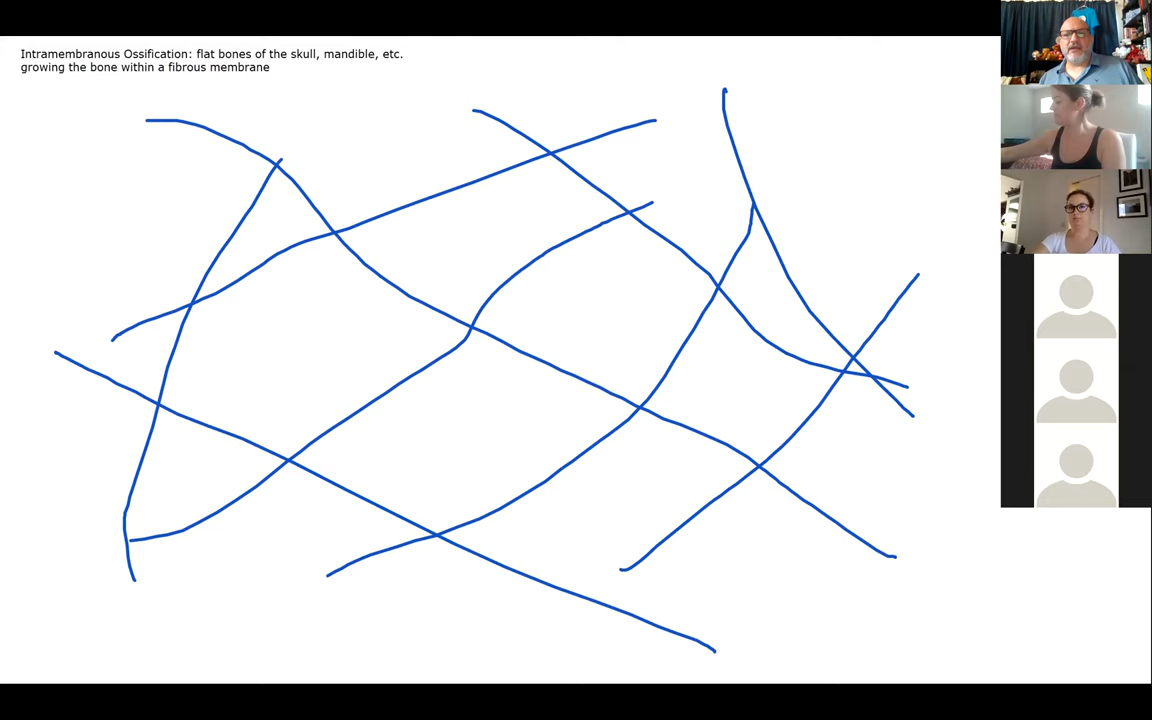 Intramembranous Ossification: flat bones of the skull, mandible, etc.
growing the bone within a fibrous membrane